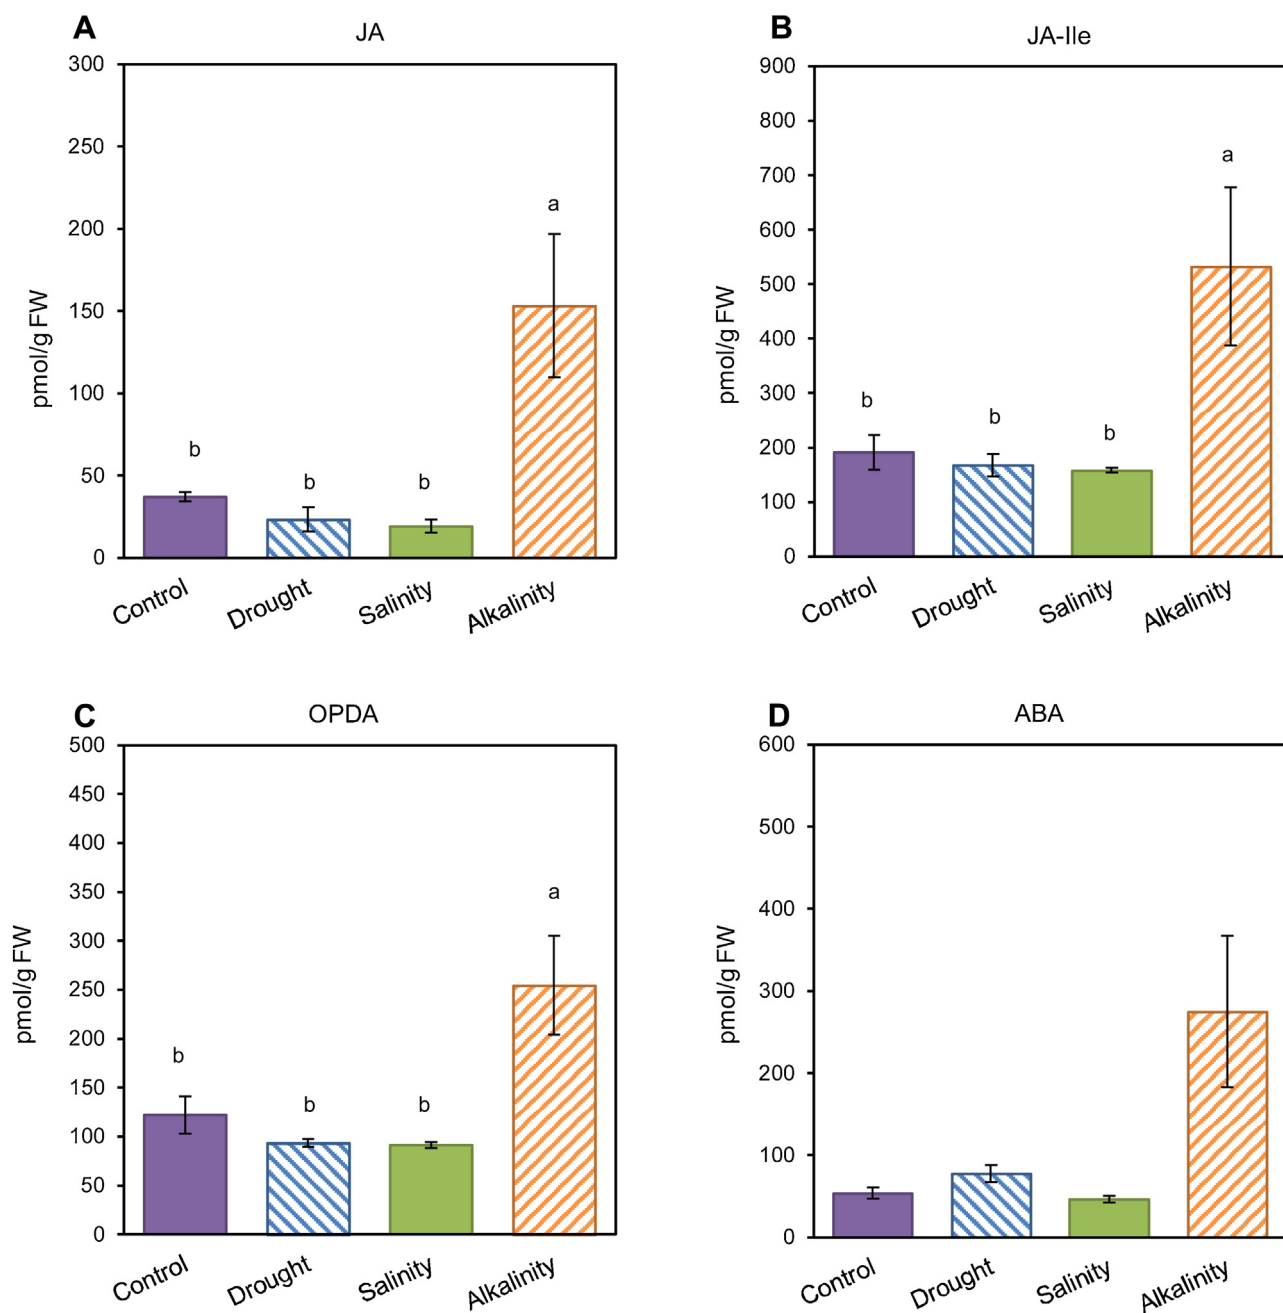 A
JA
300
250
200
150
100
50
0
pmol/g FW
a
b
b
b
Control
Drought
Salinity
Alkalinity
B
JA-Ile
900
800
700
600
500
400
300
200
100
0
pmol/g FW
a
b
b
b
Control
Drought
Salinity
Alkalinity
C
OPDA
500
450
400
350
300
250
200
150
100
50
0
pmol/g FW
a
b
b
b
Control
Drought
Salinity
Alkalinity
D
ABA
600
500
400
300
200
100
0
pmol/g FW
Control
Drought
Salinity
Alkalinity